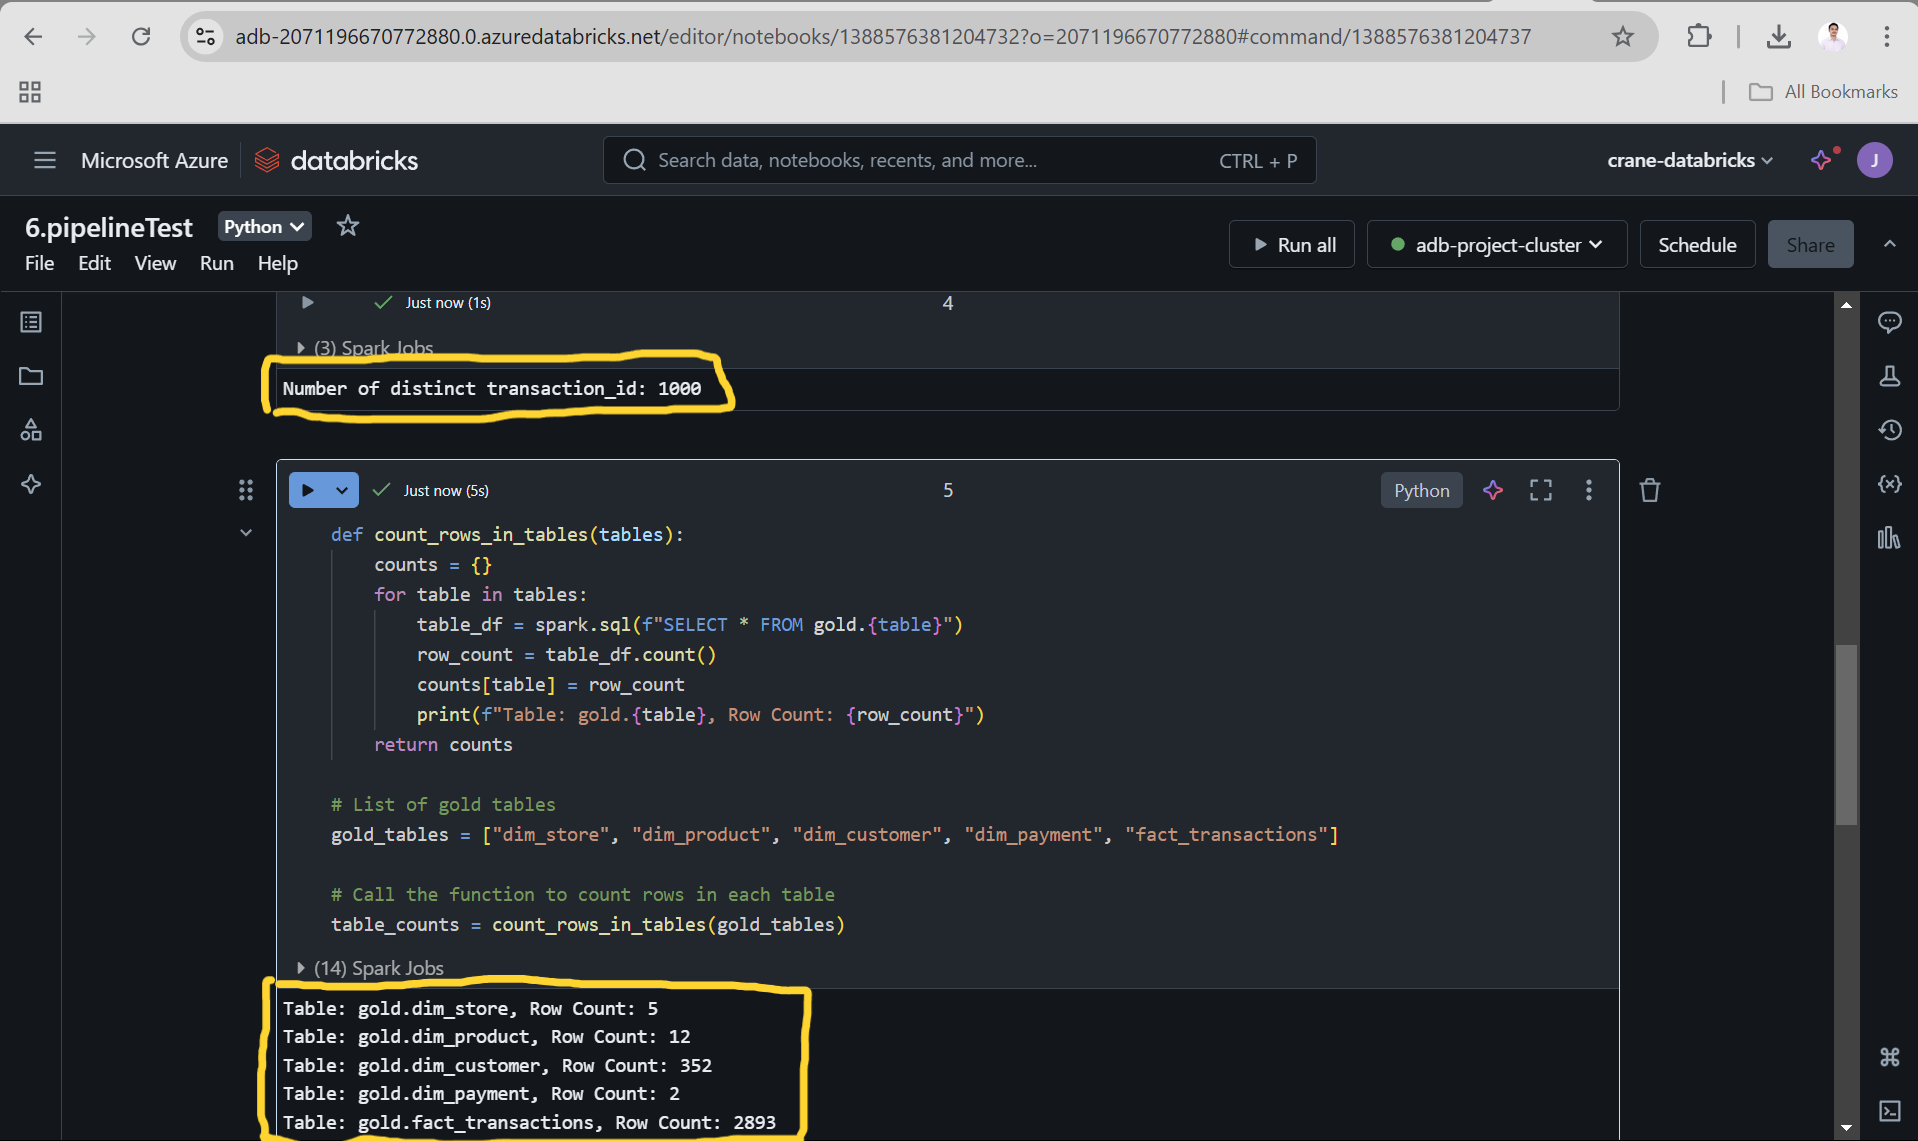 adb-2071196670772880.0.azuredatabricks.net/editor/notebooks/1388576381204732?o=2071196670772880#command/1388576381204737
All Bookmarks
Microsoft Azure
databricks
Search data, notebooks, recents, and more...
CTRL + P
crane-databricks
J
6.pipelineTest
Python
File Edit View Run Help
Run all
adb-project-cluster
Schedule
Share
Just now (1s)
4
(3) Spark Jobs
Number of distinct transaction_id: 1000
Just now (5s)
5
Python
def count_rows_in_tables(tables):
    counts = {}
    for table in tables:
        table_df = spark.sql(f"SELECT * FROM gold.{table}")
        row_count = table_df.count()
        counts[table] = row_count
        print(f"Table: gold.{table}, Row Count: {row_count}")
    return counts
# List of gold tables
gold_tables = ["dim_store", "dim_product", "dim_customer", "dim_payment", "fact_transactions"]
# Call the function to count rows in each table
table_counts = count_rows_in_tables(gold_tables)
(14) Spark Jobs
Table: gold.dim_store, Row Count: 5
Table: gold.dim_product, Row Count: 12
Table: gold.dim_customer, Row Count: 352
Table: gold.dim_payment, Row Count: 2
Table: gold.fact_transactions, Row Count: 2893